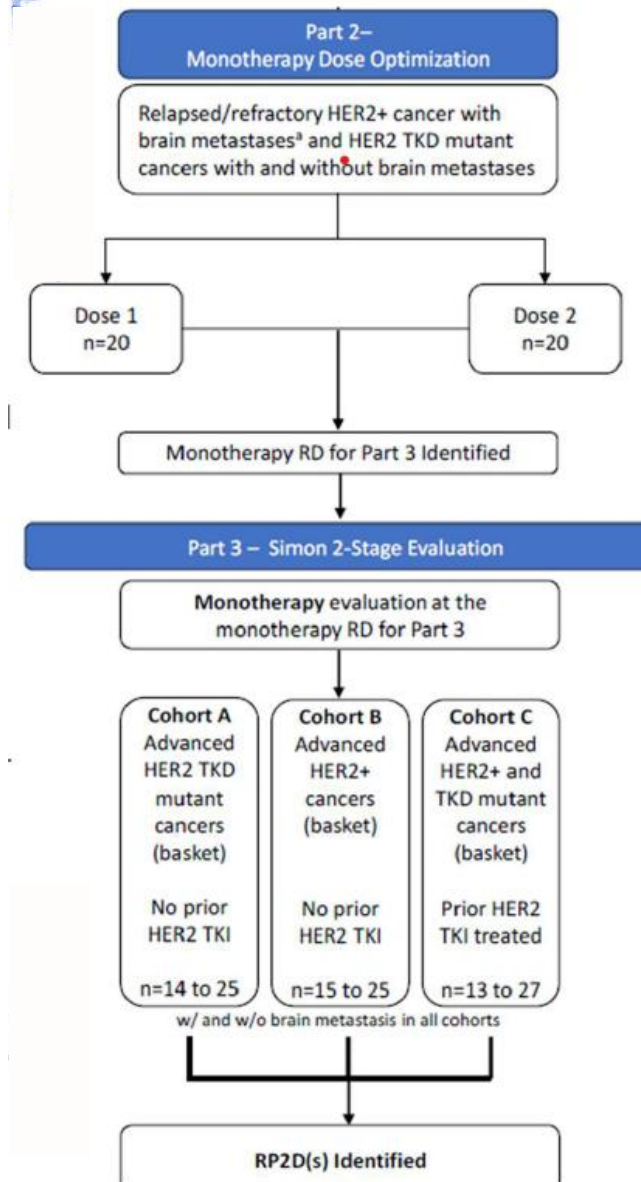 Part 2–
Monotherapy Dose Optimization
Relapsed/refractory HER2+ cancer with
brain metastasesª and HER2 TKD mutant
cancers with and without brain metastases
Dose 1
n=20
Dose 2
n=20
Monotherapy RD for Part 3 Identified
Part 3 – Simon 2-Stage Evaluation
Monotherapy evaluation at the
monotherapy RD for Part 3
Cohort A
Advanced
HER2 TKD
mutant
cancers
(basket)
No prior
HER2 TKI
n=14 to 25
Cohort B
Advanced
HER2+
cancers
(basket)
No prior
HER2 TKI
n=15 to 25
Cohort C
Advanced
HER2+ and
TKD mutant
cancers
(basket)
Prior HER2
TKI treated
n=13 to 27
w/ and w/o brain metastasis in all cohorts
RP2D(s) Identified